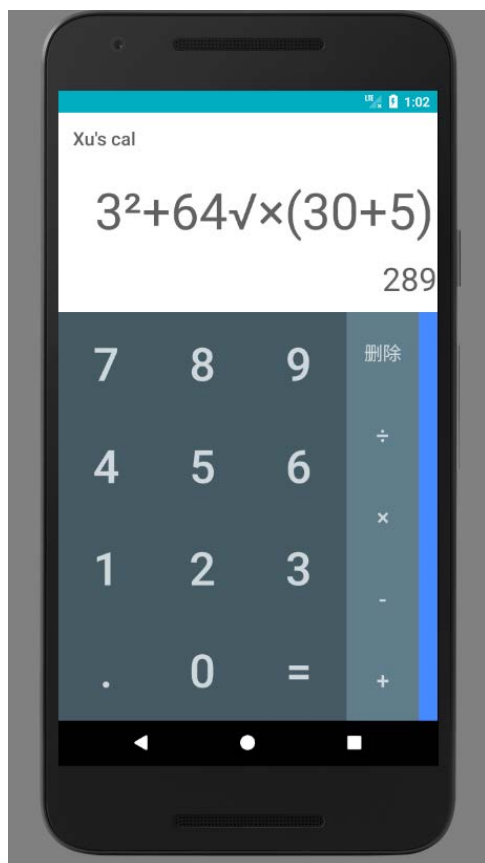 LTE 1:02
Xu's cal
3²+64√×(30+5)
289
7 8 9 删除
÷
4 5 6
×
1 2 3
-
. 0 = +